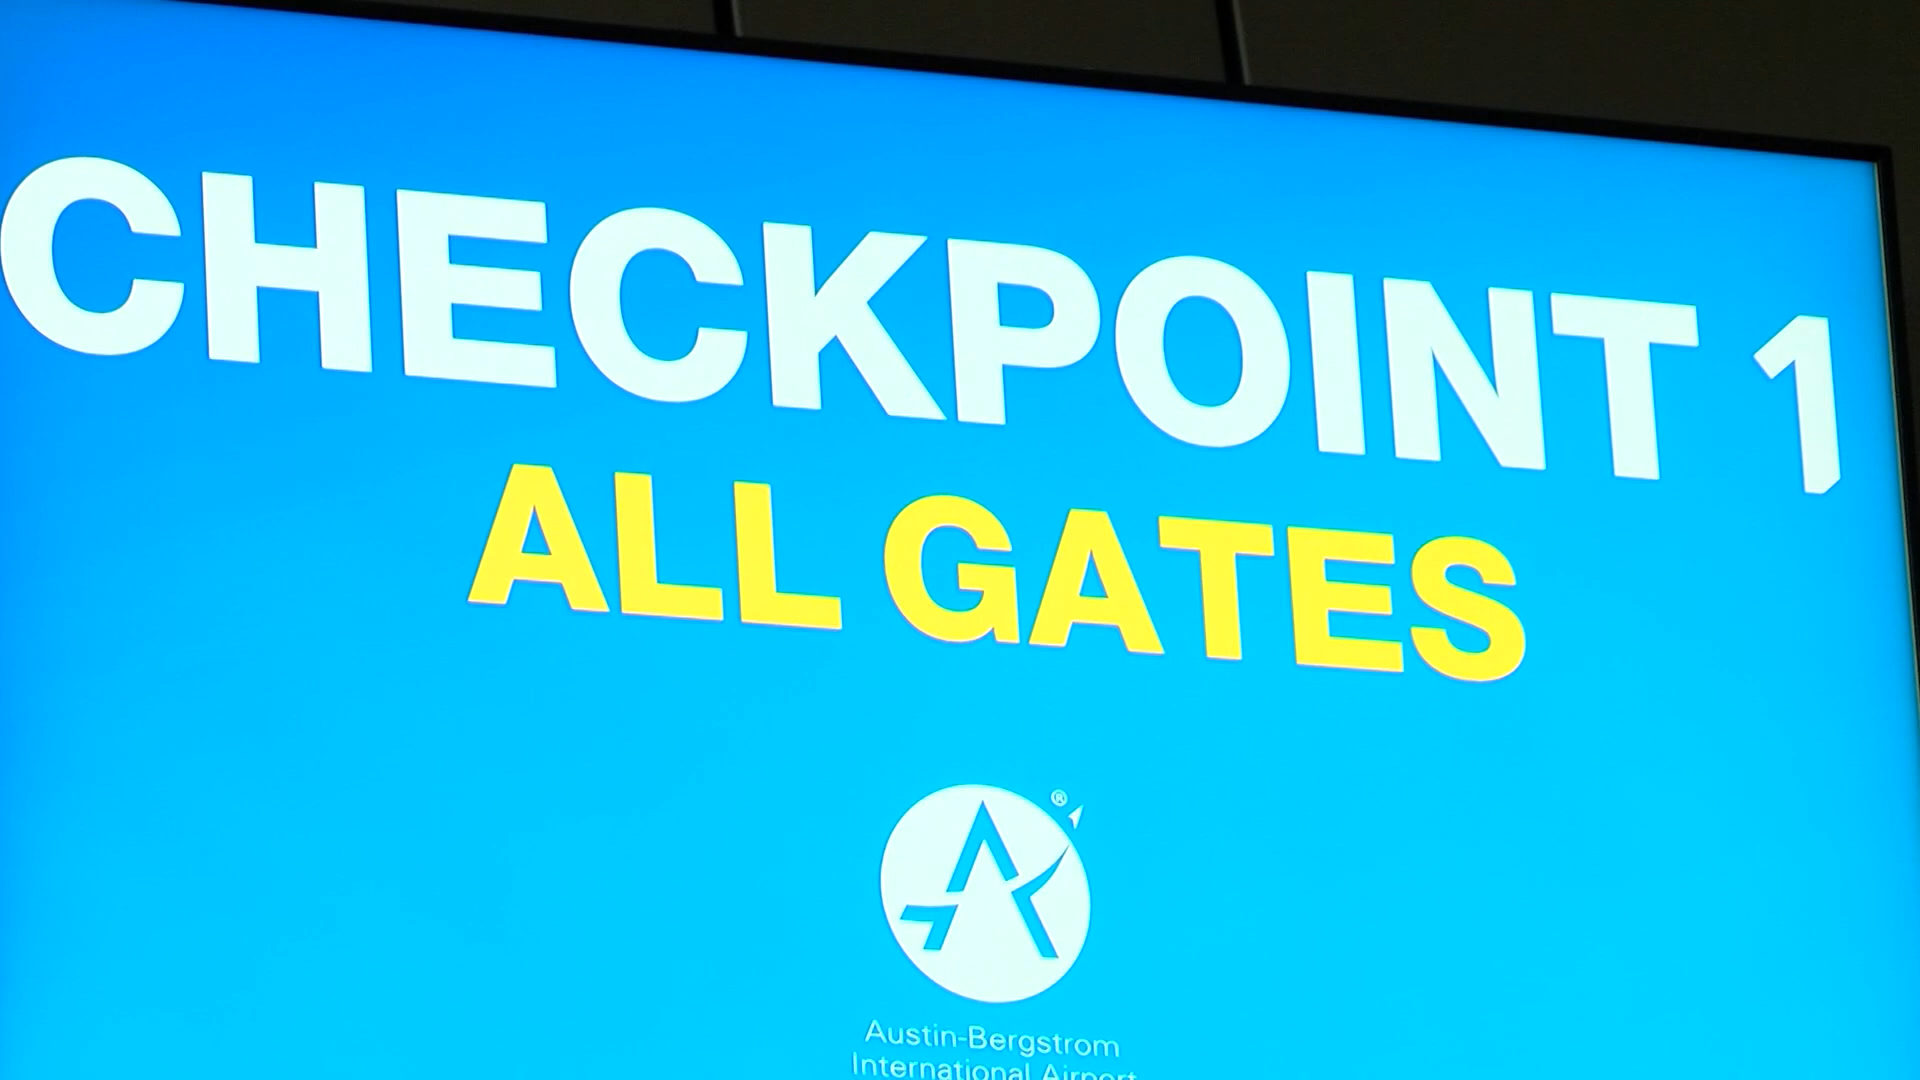 CHECKPOINT 1
ALL GATES
®
Austin-Bergstrom
International Airport